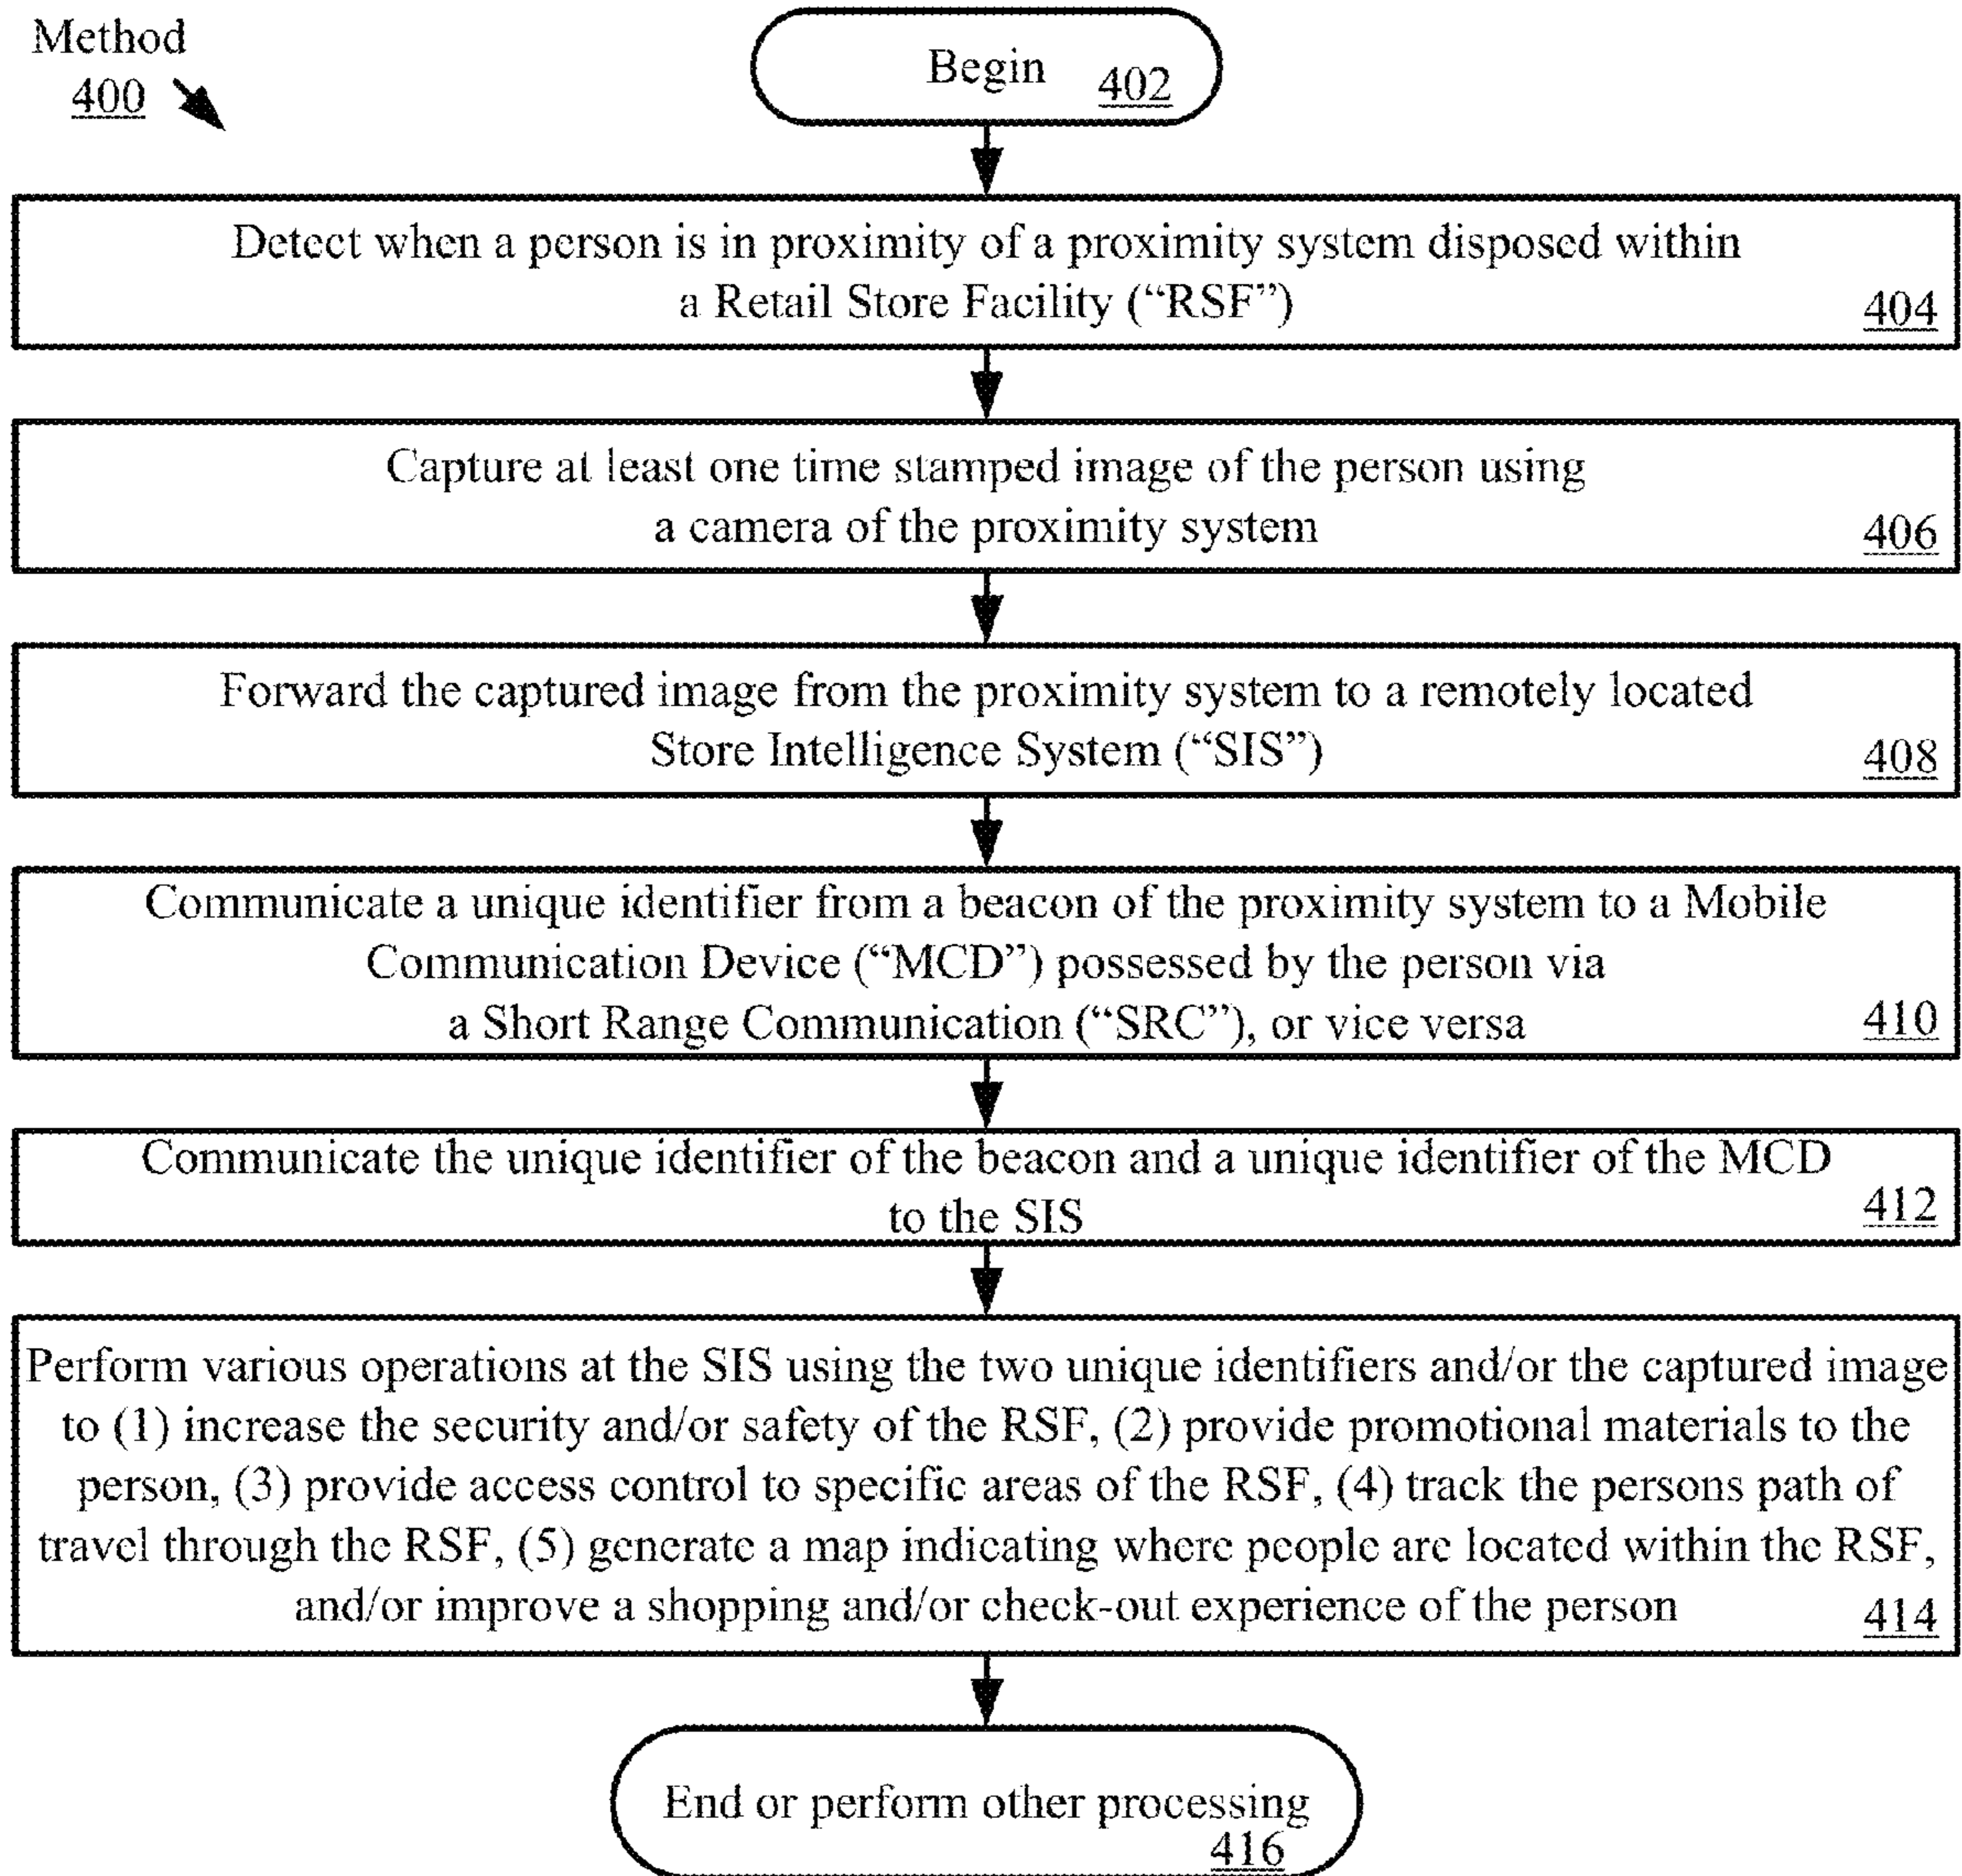 Method
400
Begin 402
Detect when a person is in proximity of a proximity system disposed within
a Retail Store Facility (“RSF”) 404
Capture at least one time stamped image of the person using
a camera of the proximity system 406
Forward the captured image from the proximity system to a remotely located
Store Intelligence System (“SIS”) 408
Communicate a unique identifier from a beacon of the proximity system to a Mobile
Communication Device (“MCD”) possessed by the person via
a Short Range Communication (“SRC”), or vice versa 410
Communicate the unique identifier of the beacon and a unique identifier of the MCD
to the SIS 412
Perform various operations at the SIS using the two unique identifiers and/or the captured image
to (1) increase the security and/or safety of the RSF, (2) provide promotional materials to the
person, (3) provide access control to specific areas of the RSF, (4) track the persons path of
travel through the RSF, (5) generate a map indicating where people are located within the RSF,
and/or improve a shopping and/or check-out experience of the person 414
End or perform other processing
416